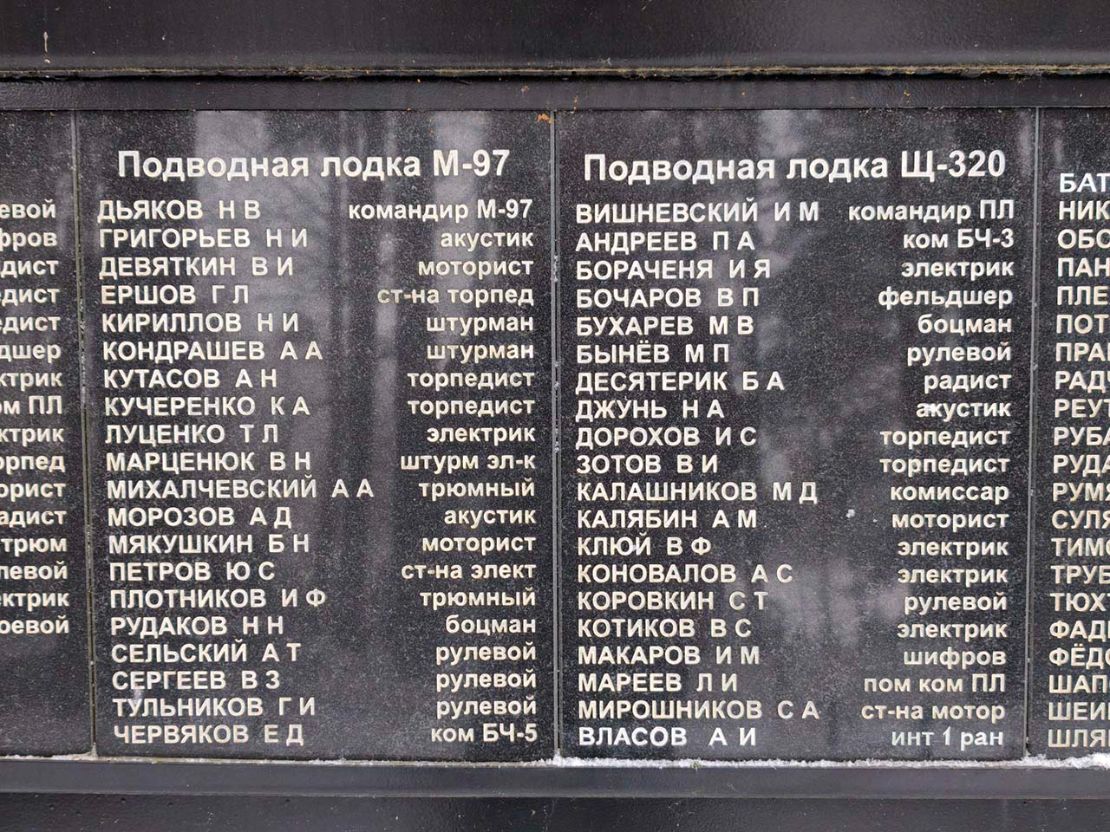 Подводная лодка М-97
ДЬЯКОВ Н В командир М-97
ГРИГОРЬЕВ Н И акустик
ДЕВЯТКИН В И моторист
ЕРШОВ Г Л ст-на торпед
КИРИЛЛОВ Н И штурман
КОНДРАШЕВ А А штурман
КУТАСОВ А Н торпедист
КУЧЕРЕНКО К А торпедист
ЛУЦЕНКО Т Л электрик
МАРЦЕНЮК В Н штурм эл-к
МИХАЛЧЕВСКИЙ А А трюмный
МОРОЗОВ А Д акустик
МЯКУШКИН Б Н моторист
ПЕТРОВ Ю С ст-на элект
ПЛОТНИКОВ И Ф трюмный
РУДАКОВ Н Н боцман
СЕЛЬСКИЙ А Т рулевой
СЕРГЕЕВ В З рулевой
ТУЛЬНИКОВ Г И рулевой
ЧЕРВЯКОВ Е Д ком БЧ-5
Подводная лодка Щ-320
ВИШНЕВСКИЙ И М командир ПЛ
АНДРЕЕВ П А ком БЧ-3
БОРАЧЕНЯ И Я электрик
БОЧАРОВ В П фельдшер
БУХАРЕВ М В боцман
БЫНЁВ М П рулевой
ДЕСЯТЕРИК Б А радист
ДЖУНЬ Н А акустик
ДОРОХОВ И С торпедист
ЗОТОВ В И торпедист
КАЛАШНИКОВ М Д комиссар
КАЛЯБИН А М моторист
КЛЮЙ В Ф электрик
КОНОВАЛОВ А С электрик
КОРОВКИН С Т рулевой
КОТИКОВ В С электрик
МАКАРОВ И М шифров
МАРЕЕВ Л И пом ком ПЛ
МИРОШНИКОВ С А ст-на мотор
ВЛАСОВ А И инт 1 ран